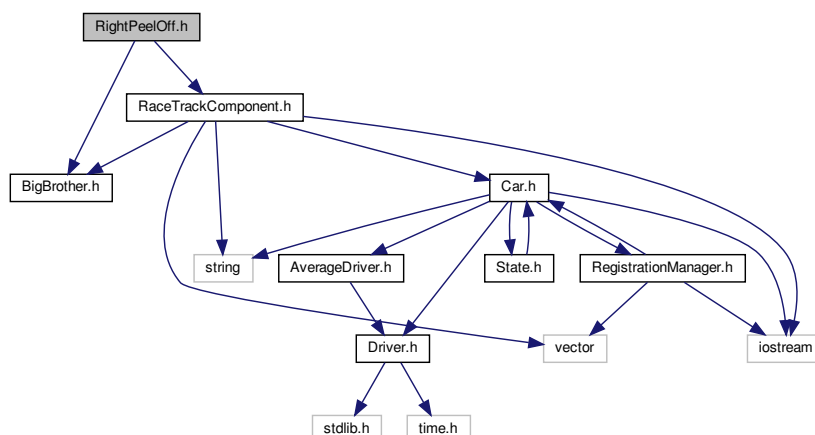 RightPeelOff.h
RaceTrackComponent.h
BigBrother.h
Car.h
string
AverageDriver.h
State.h
RegistrationManager.h
Driver.h
vector
iostream
stdlib.h
time.h